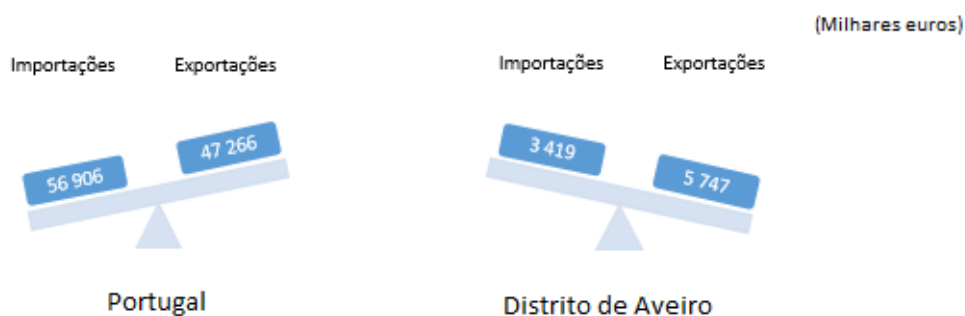 (Milhares euros)
Importações Exportações
Importações Exportações
56 906
47 266
3 419
5 747
Portugal
Distrito de Aveiro